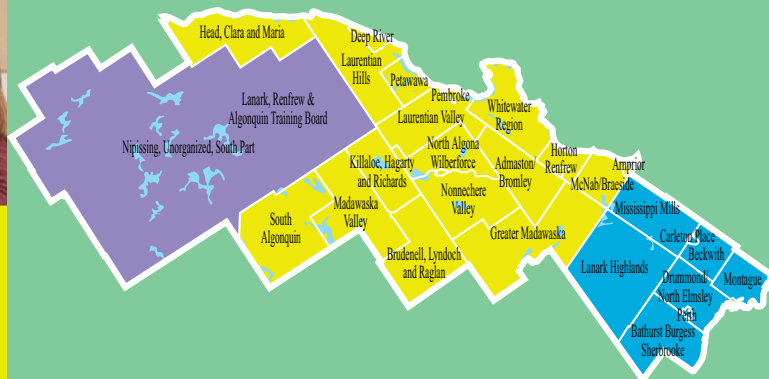 Head, Clara and Maria
Deep River
Laurentian
Hills
Petawawa
Pembroke
Whitewater
Region
Lanark, Renfrew &
Algonquin Training Board
Laurentian Valley
Nipissing, Unorganized, South Part
North Algona
Wilberforce
Horton
Renfrew
Arnprior
Killaloe, Hagarty
and Richards
Admaston/
Bromley
McNab/Braeside
Madawaska
Valley
Nonnechere
Valley
Mississippi Mills
South
Algonquin
Greater Madawaska
Carleton Place
Beckwith
Brudenell, Lyndoch
and Raglan
Lanark Highlands
Drummond/
North Elmsley
Montague
Perth
Bathurst Burgess
Sherbrooke